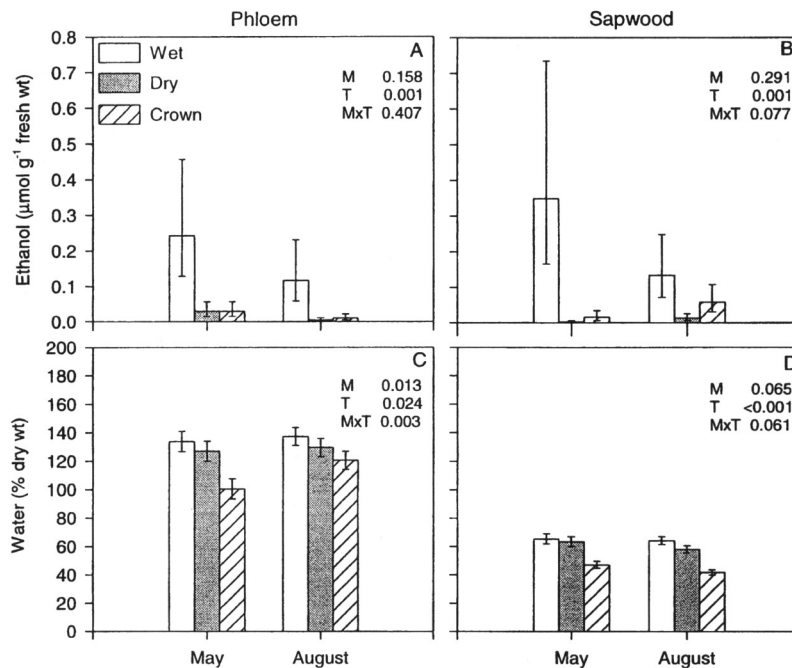 Phloem
Sapwood
Ethanol (μmol g⁻¹ fresh wt)
0.8
0.7
0.6
0.5
0.4
0.3
0.2
0.1
0.0
Wet
Dry
Crown
A
M 0.158
T 0.001
MxT 0.407
B
M 0.291
T 0.001
MxT 0.077
Water (% dry wt)
200
180
160
140
120
100
80
60
40
20
0
C
M 0.013
T 0.024
MxT 0.003
D
M 0.065
T <0.001
MxT 0.061
May
August
May
August